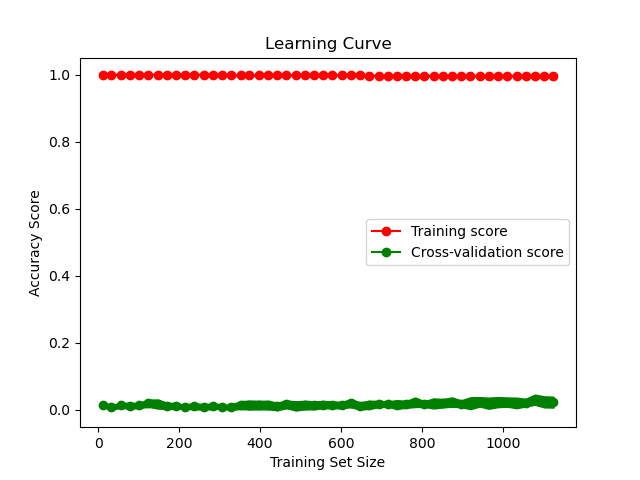 Learning Curve
1.0
0.8
0.6
0.4
0.2
0.0
Accuracy Score
Training score
Cross-validation score
0 200 400 600 800 1000
Training Set Size